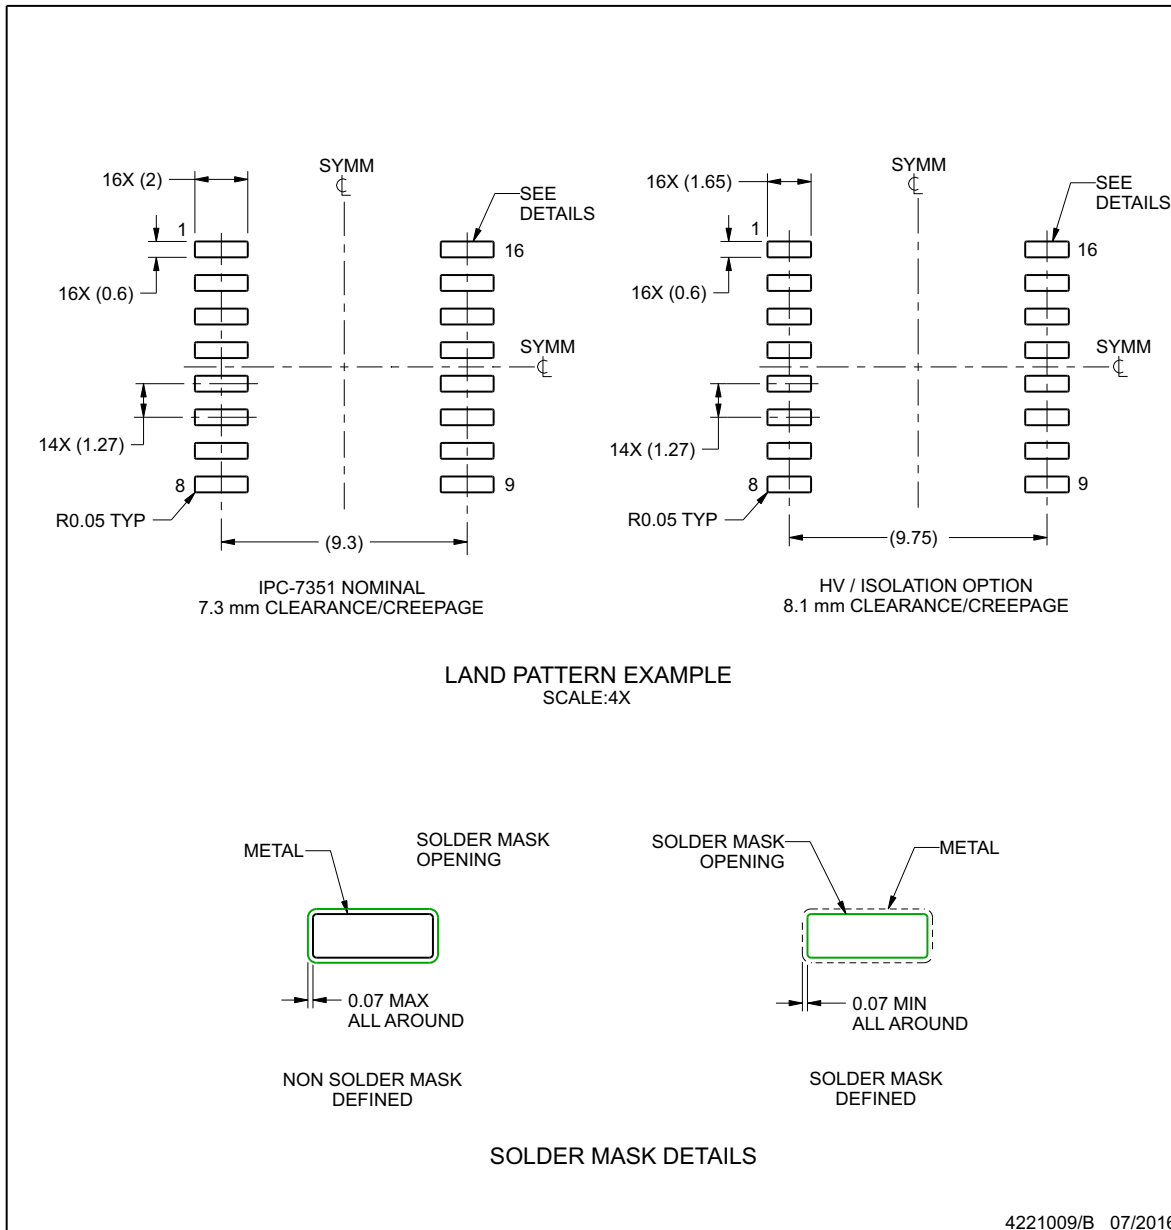 SYMM
16X (2)
SEE
DETAILS
1
16
16X (0.6)
SYMM
14X (1.27)
8
9
R0.05 TYP
(9.3)
IPC-7351 NOMINAL
7.3 mm CLEARANCE/CREEPAGE
SYMM
16X (1.65)
SEE
DETAILS
1
16
16X (0.6)
SYMM
14X (1.27)
8
9
R0.05 TYP
(9.75)
HV / ISOLATION OPTION
8.1 mm CLEARANCE/CREEPAGE
LAND PATTERN EXAMPLE
SCALE:4X
METAL
SOLDER MASK
OPENING
0.07 MAX
ALL AROUND
NON SOLDER MASK
DEFINED
SOLDER MASK
OPENING
METAL
0.07 MIN
ALL AROUND
SOLDER MASK
DEFINED
SOLDER MASK DETAILS
4221009/B 07/2016